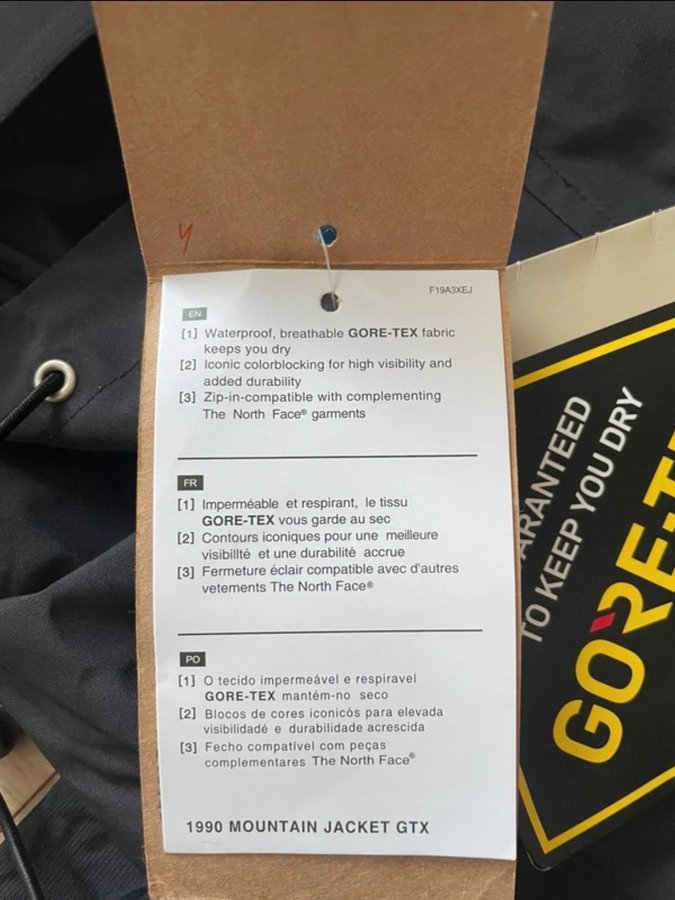 F19A3XEJ
EN
[1] Waterproof, breathable GORE-TEX fabric
keeps you dry
[2] Iconic colorblocking for high visibility and
added durability
[3] Zip-in-compatible with complementing
The North Face® garments
FR
[1] Imperméable et respirant, le tissu
GORE-TEX vous garde au sec
[2] Contours iconiques pour une meilleure
visibillté et une durabilité accrue
[3] Fermeture éclair compatible avec d'autres
vetements The North Face®
PO
[1] O tecido impermeável e respiravel
GORE-TEX mantém-no seco
[2] Blocos de cores iconicós para elevada
visibilidadé e durabilidade acrescida
[3] Fecho compatível com peças
complementares The North Face®
1990 MOUNTAIN JACKET GTX
ARANTEED
TO KEEP YOU DRY
GORE-T